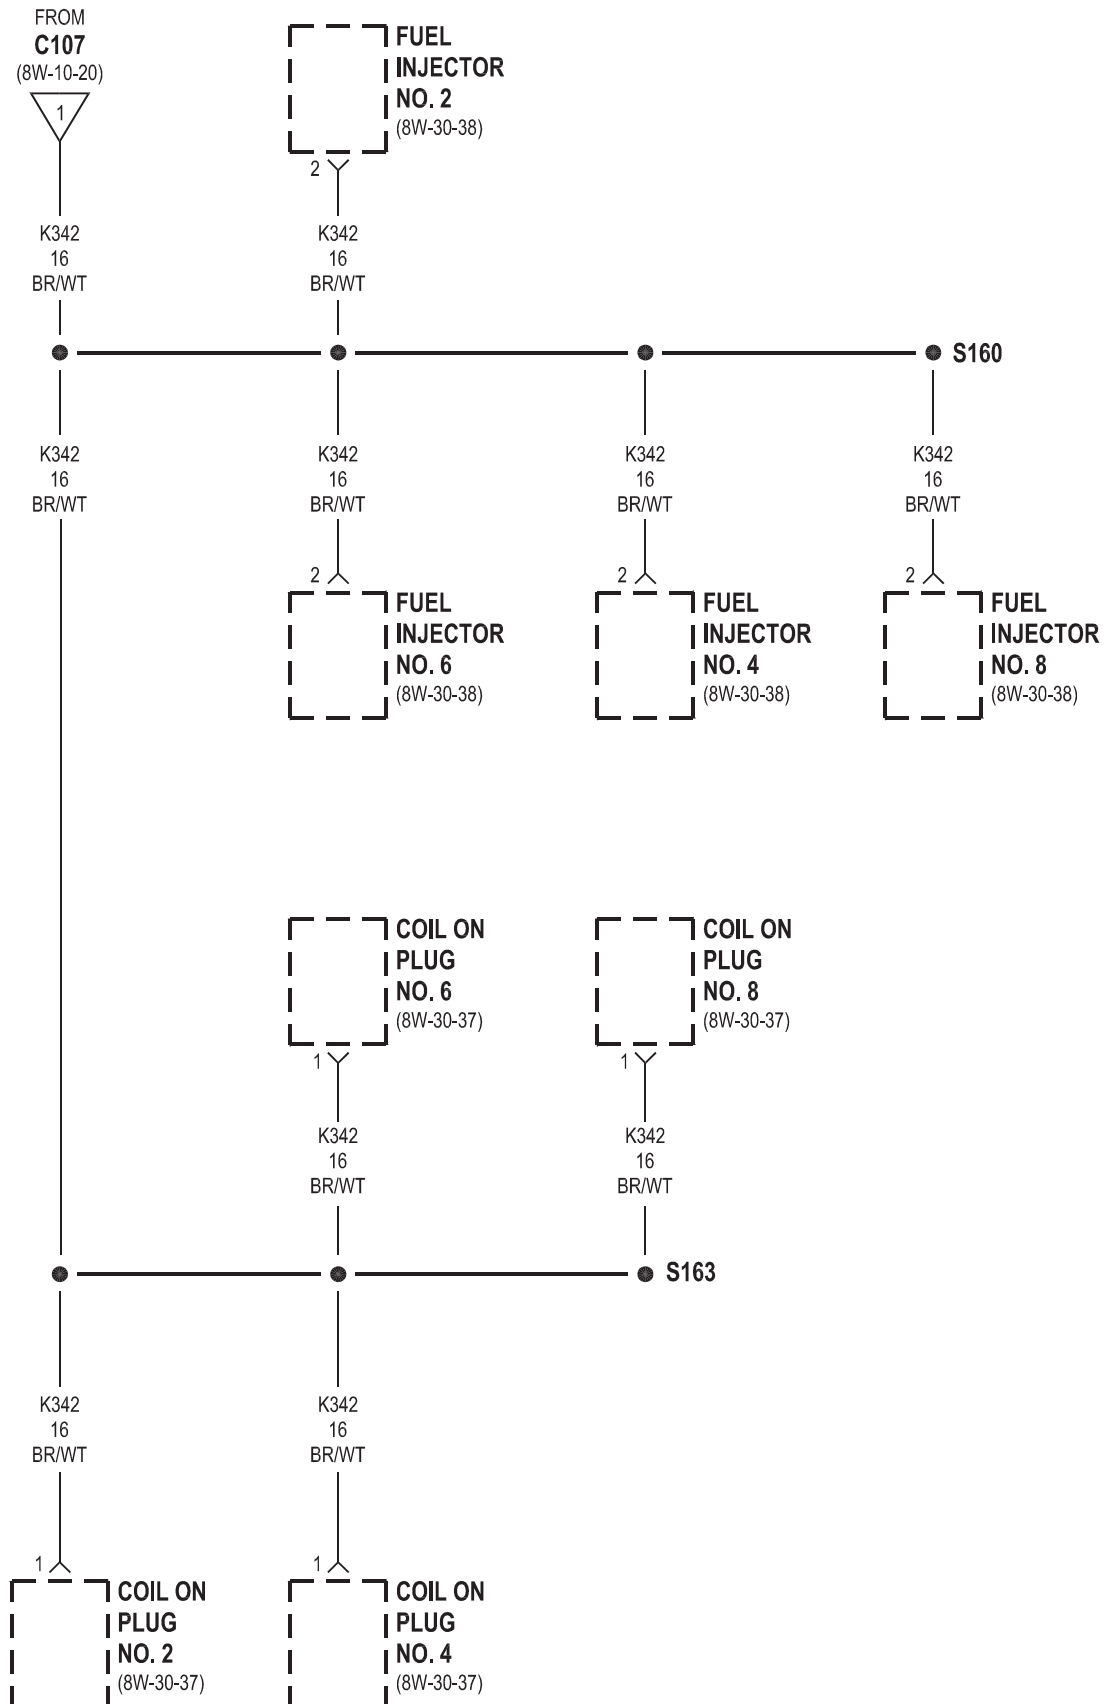 FROM
C107
(8W-10-20)
1
FUEL
INJECTOR
NO. 2
(8W-30-38)
2
K342
16
BR/WT
K342
16
BR/WT
S160
K342
16
BR/WT
K342
16
BR/WT
K342
16
BR/WT
K342
16
BR/WT
2
FUEL
INJECTOR
NO. 6
(8W-30-38)
2
FUEL
INJECTOR
NO. 4
(8W-30-38)
2
FUEL
INJECTOR
NO. 8
(8W-30-38)
COIL ON
PLUG
NO. 6
(8W-30-37)
1
COIL ON
PLUG
NO. 8
(8W-30-37)
1
K342
16
BR/WT
K342
16
BR/WT
S163
K342
16
BR/WT
K342
16
BR/WT
1
COIL ON
PLUG
NO. 2
(8W-30-37)
1
COIL ON
PLUG
NO. 4
(8W-30-37)